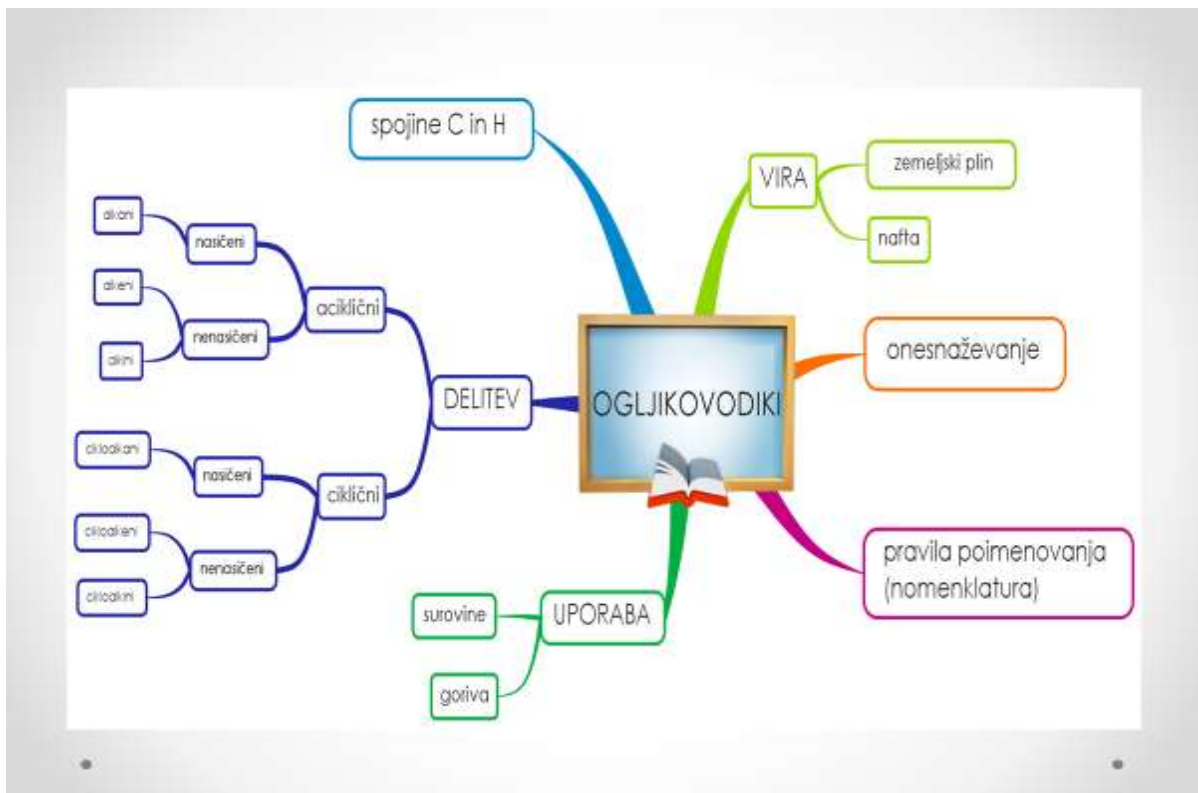 OGLJIKOVODIKI
spojine C in H
VIRA
zemeljski plin
nafta
onesnaževanje
pravila poimenovanja
(nomenklatura)
UPORABA
surovine
goriva
DELITEV
aciklični
nasičeni
alkani
nenasičeni
alkeni
alkini
ciklični
nasičeni
cikloalkani
nenasičeni
cikloalkeni
cikloalkini